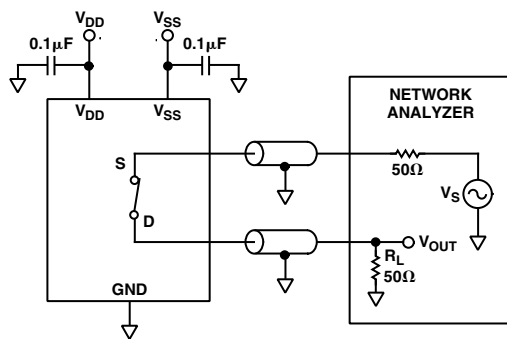 VDD
VSS
0.1µF
0.1µF
VDD
VSS
NETWORK
ANALYZER
S
50Ω
VS
D
VOUT
RL
50Ω
GND